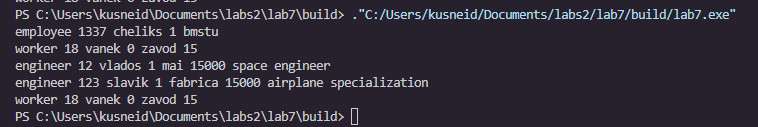 PS C:\Users\kusneid\Documents\labs2\lab7\build> ."C:/Users/kusneid/Documents/labs2/lab7/build/lab7.exe"
employee 1337 cheliks 1 bmstu
worker 18 vanek 0 zavod 15
engineer 12 vlados 1 mai 15000 space engineer
engineer 123 slavik 1 fabrica 15000 airplane specialization
worker 18 vanek 0 zavod 15
PS C:\Users\kusneid\Documents\labs2\lab7\build>